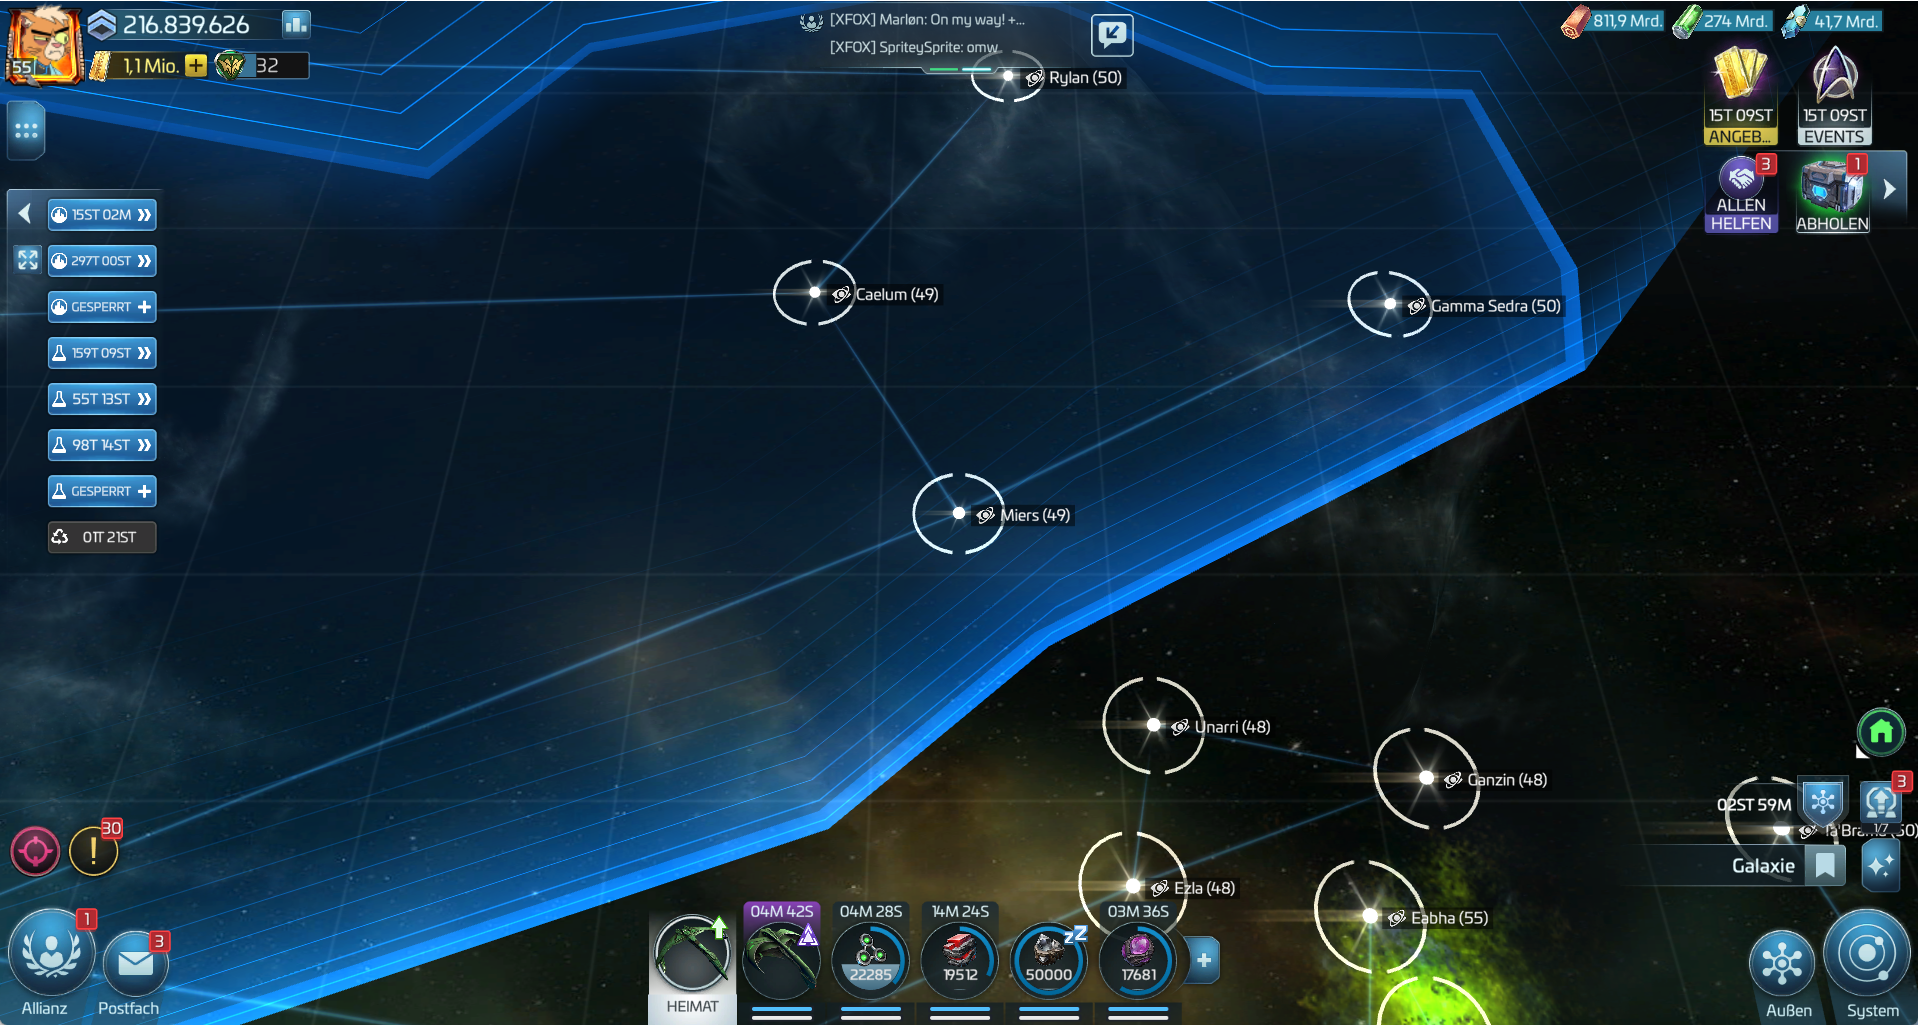 216.839.626
55
1,1 Mio.
32
[XFOX] Marløn: On my way! +...
[XFOX] SpriteySprite: omw
811,9 Mrd.
274 Mrd.
41,7 Mrd.
15T 09ST
ANGEB...
15T 09ST
EVENTS
3
ALLEN
HELFEN
1
ABHOLEN
15ST 02M
297T 00ST
GESPERRT
159T 09ST
55T 13ST
98T 14ST
GESPERRT
01T 21ST
Rylan (50)
Caelum (49)
Gamma Sedra (50)
Miers (49)
Unarri (48)
Ganzin (48)
Ezla (48)
Eabha (55)
02ST 59M
3
1/7
Galaxie
30
1
Allianz
3
Postfach
HEIMAT
04M 42S
04M 28S
22285
14M 24S
19512
zZ
50000
03M 36S
17681
Außen
System